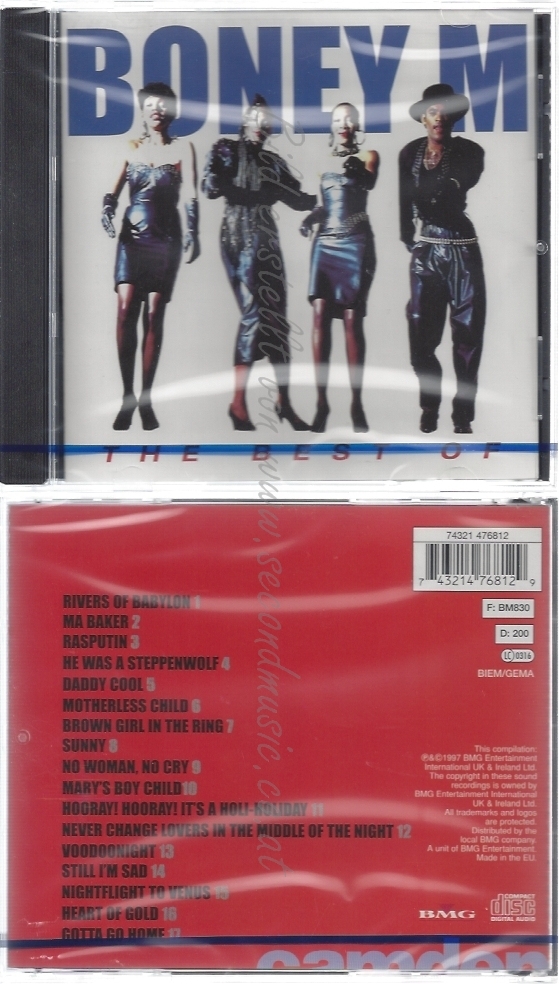 BONEY M
THE BEST OF
Bilder erstellt von www.secondmusic.at
RIVERS OF BABYLON 1
MA BAKER 2
RASPUTIN 3
HE WAS A STEPPENWOLF 4
DADDY COOL 5
MOTHERLESS CHILD 6
BROWN GIRL IN THE RING 7
SUNNY 8
NO WOMAN, NO CRY 9
MARY'S BOY CHILD 10
HOORAY! HOORAY! IT'S A HOLI-HOLIDAY 11
NEVER CHANGE LOVERS IN THE MIDDLE OF THE NIGHT 12
VOODOONIGHT 13
STILL I'M SAD 14
NIGHTFLIGHT TO VENUS 15
HEART OF GOLD 16
GOTTA GO HOME 17
74321 476812
7 43214 76812 9
F: BM830
D: 200
LC 0316
BIEM/GEMA
This compilation:
℗&©1997 BMG Entertainment
International UK & Ireland Ltd.
The copyright in these sound
recordings is owned by
BMG Entertainment International
UK & Ireland Ltd.
All trademarks and logos
are protected.
Distributed by the
local BMG company.
A unit of BMG Entertainment.
Made in the EU.
BMG
COMPACT
disc
DIGITAL AUDIO
camden